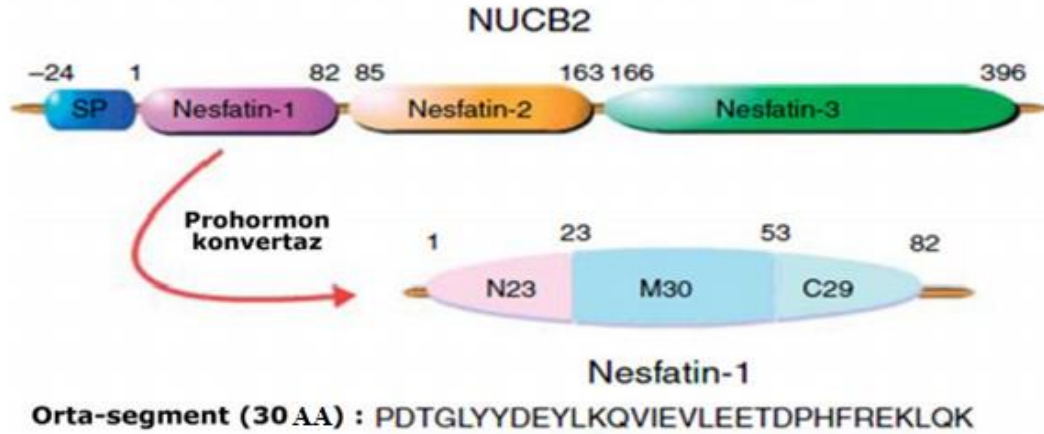 NUCB2
–24 1 82 85 163 166 396
SP Nesfatin-1 Nesfatin-2 Nesfatin-3
Prohormon
konvertaz
1 23 53 82
N23 M30 C29
Nesfatin-1
Orta-segment (30 AA) : PDTGLYYDEYLKQVIEVLEETDPHFREKLQK